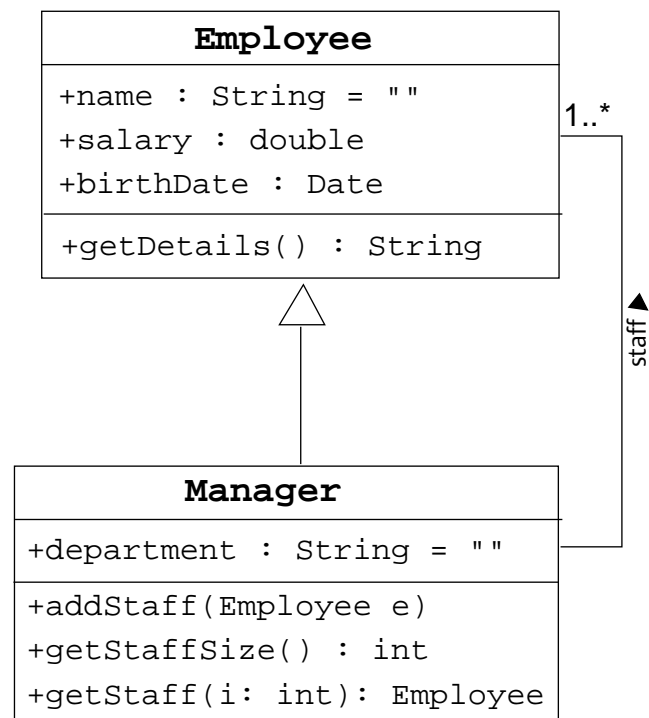 Employee
+name : String = ""
+salary : double
+birthDate : Date
+getDetails() : String
1..*
staff
Manager
+department : String = ""
+addStaff(Employee e)
+getStaffSize() : int
+getStaff(i: int): Employee